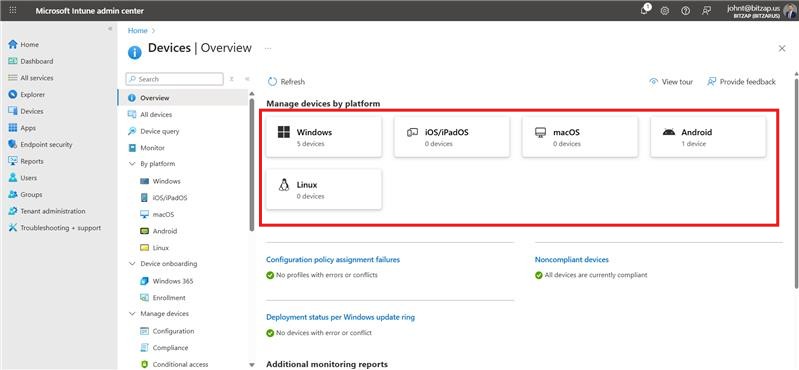 Microsoft Intune admin center
1
johnt@bitzap.us
BITZAP (BITZAP.US)
Home
Dashboard
All services
Explorer
Devices
Apps
Endpoint security
Reports
Users
Groups
Tenant administration
Troubleshooting + support
Home
Devices | Overview
Search
Overview
All devices
Device query
Monitor
By platform
Windows
iOS/iPadOS
macOS
Android
Linux
Device onboarding
Windows 365
Enrollment
Manage devices
Configuration
Compliance
Conditional access
Refresh
View tour
Provide feedback
Manage devices by platform
Windows
5 devices
iOS/iPadOS
0 devices
macOS
0 devices
Android
1 device
Linux
0 devices
Configuration policy assignment failures
No profiles with errors or conflicts
Noncompliant devices
All devices are currently compliant
Deployment status per Windows update ring
No devices with error or conflict
Additional monitoring reports